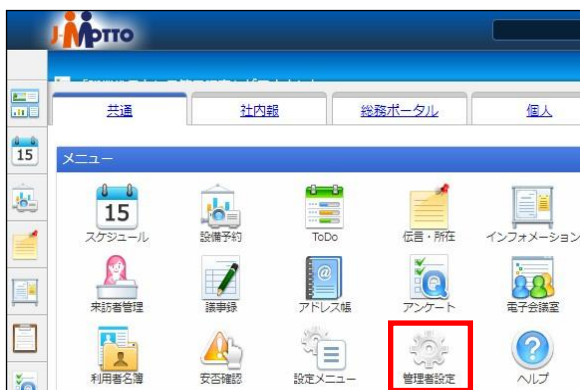 J-MOTTO
共通 社内報 総務ポータル 個人
15
メニュー
15
スケジュール 設備予約 ToDo 伝言・所在 インフォメーション
来訪者管理 議事録 アドレス帳 アンケート 電子会議室
利用者名簿 安否確認 設定メニュー 管理者設定 ヘルプ